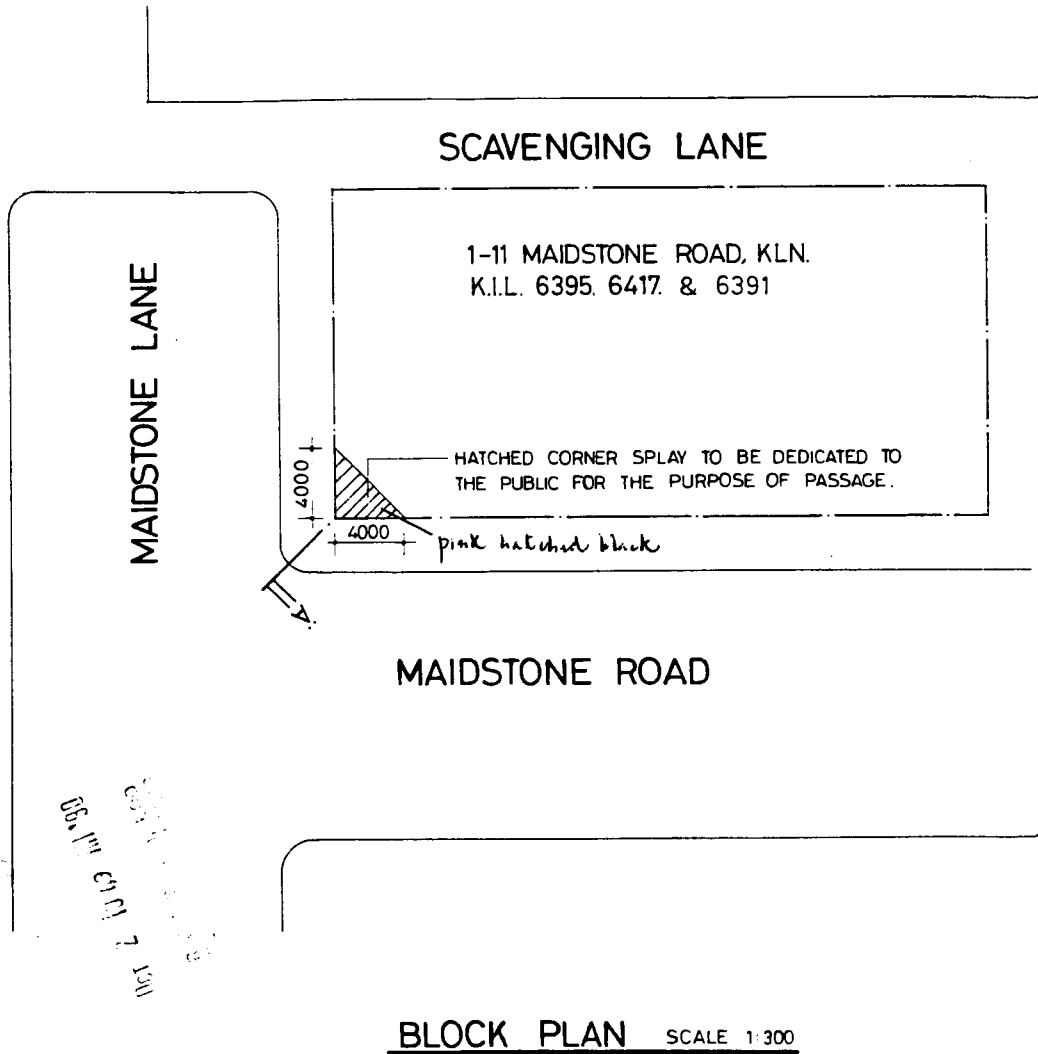 SCAVENGING LANE
1-11 MAIDSTONE ROAD, KLN.
K.I.L. 6395. 6417. & 6391
MAIDSTONE LANE
4000
HATCHED CORNER SPLAY TO BE DEDICATED TO
THE PUBLIC FOR THE PURPOSE OF PASSAGE.
4000
pink hatched black
A
MAIDSTONE ROAD
BLOCK PLAN SCALE 1:300